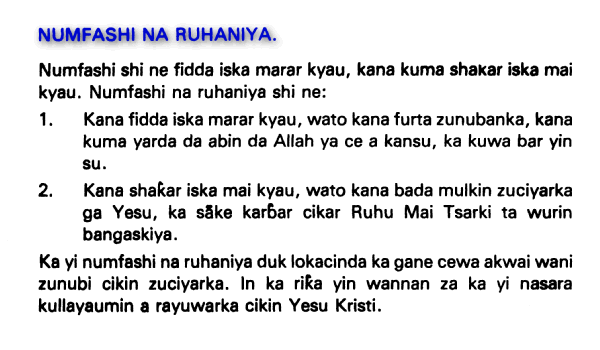 NUMFASHI NA RUHANIYA.
Numfashi shi ne fidda iska marar kyau, kana kuma shaƙar iska mai
kyau. Numfashi na ruhaniya shi ne:
1. Kana fidda iska marar kyau, wato kana furta zunubanka, kana
kuma yarda da abin da Allah ya ce a kansu, ka kuwa bar yin
su.
2. Kana shaƙar iska mai kyau, wato kana bada mulkin zuciyarka
ga Yesu, ka sāke karɓar cikar Ruhu Mai Tsarki ta wurin
bangaskiya.
Ka yi numfashi na ruhaniya duk lokacinda ka gane cewa akwai wani
zunubi cikin zuciyarka. In ka riƙa yin wannan za ka yi nasara
kullayaumin a rayuwarka cikin Yesu Kristi.